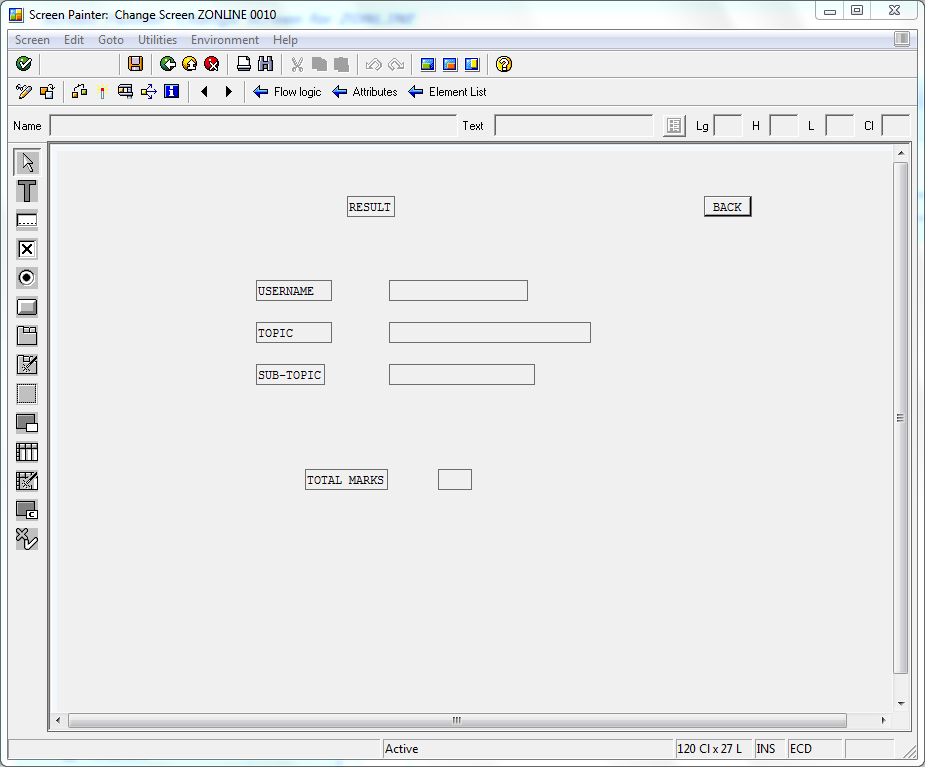 Screen Painter:  Change Screen ZONLINE 0010
Screen Edit Goto Utilities Environment Help
Flow logic Attributes Element List
Name Text Lg H L Cl
RESULT BACK
USERNAME
TOPIC
SUB-TOPIC
TOTAL MARKS
Active 120 Cl x 27 L INS ECD